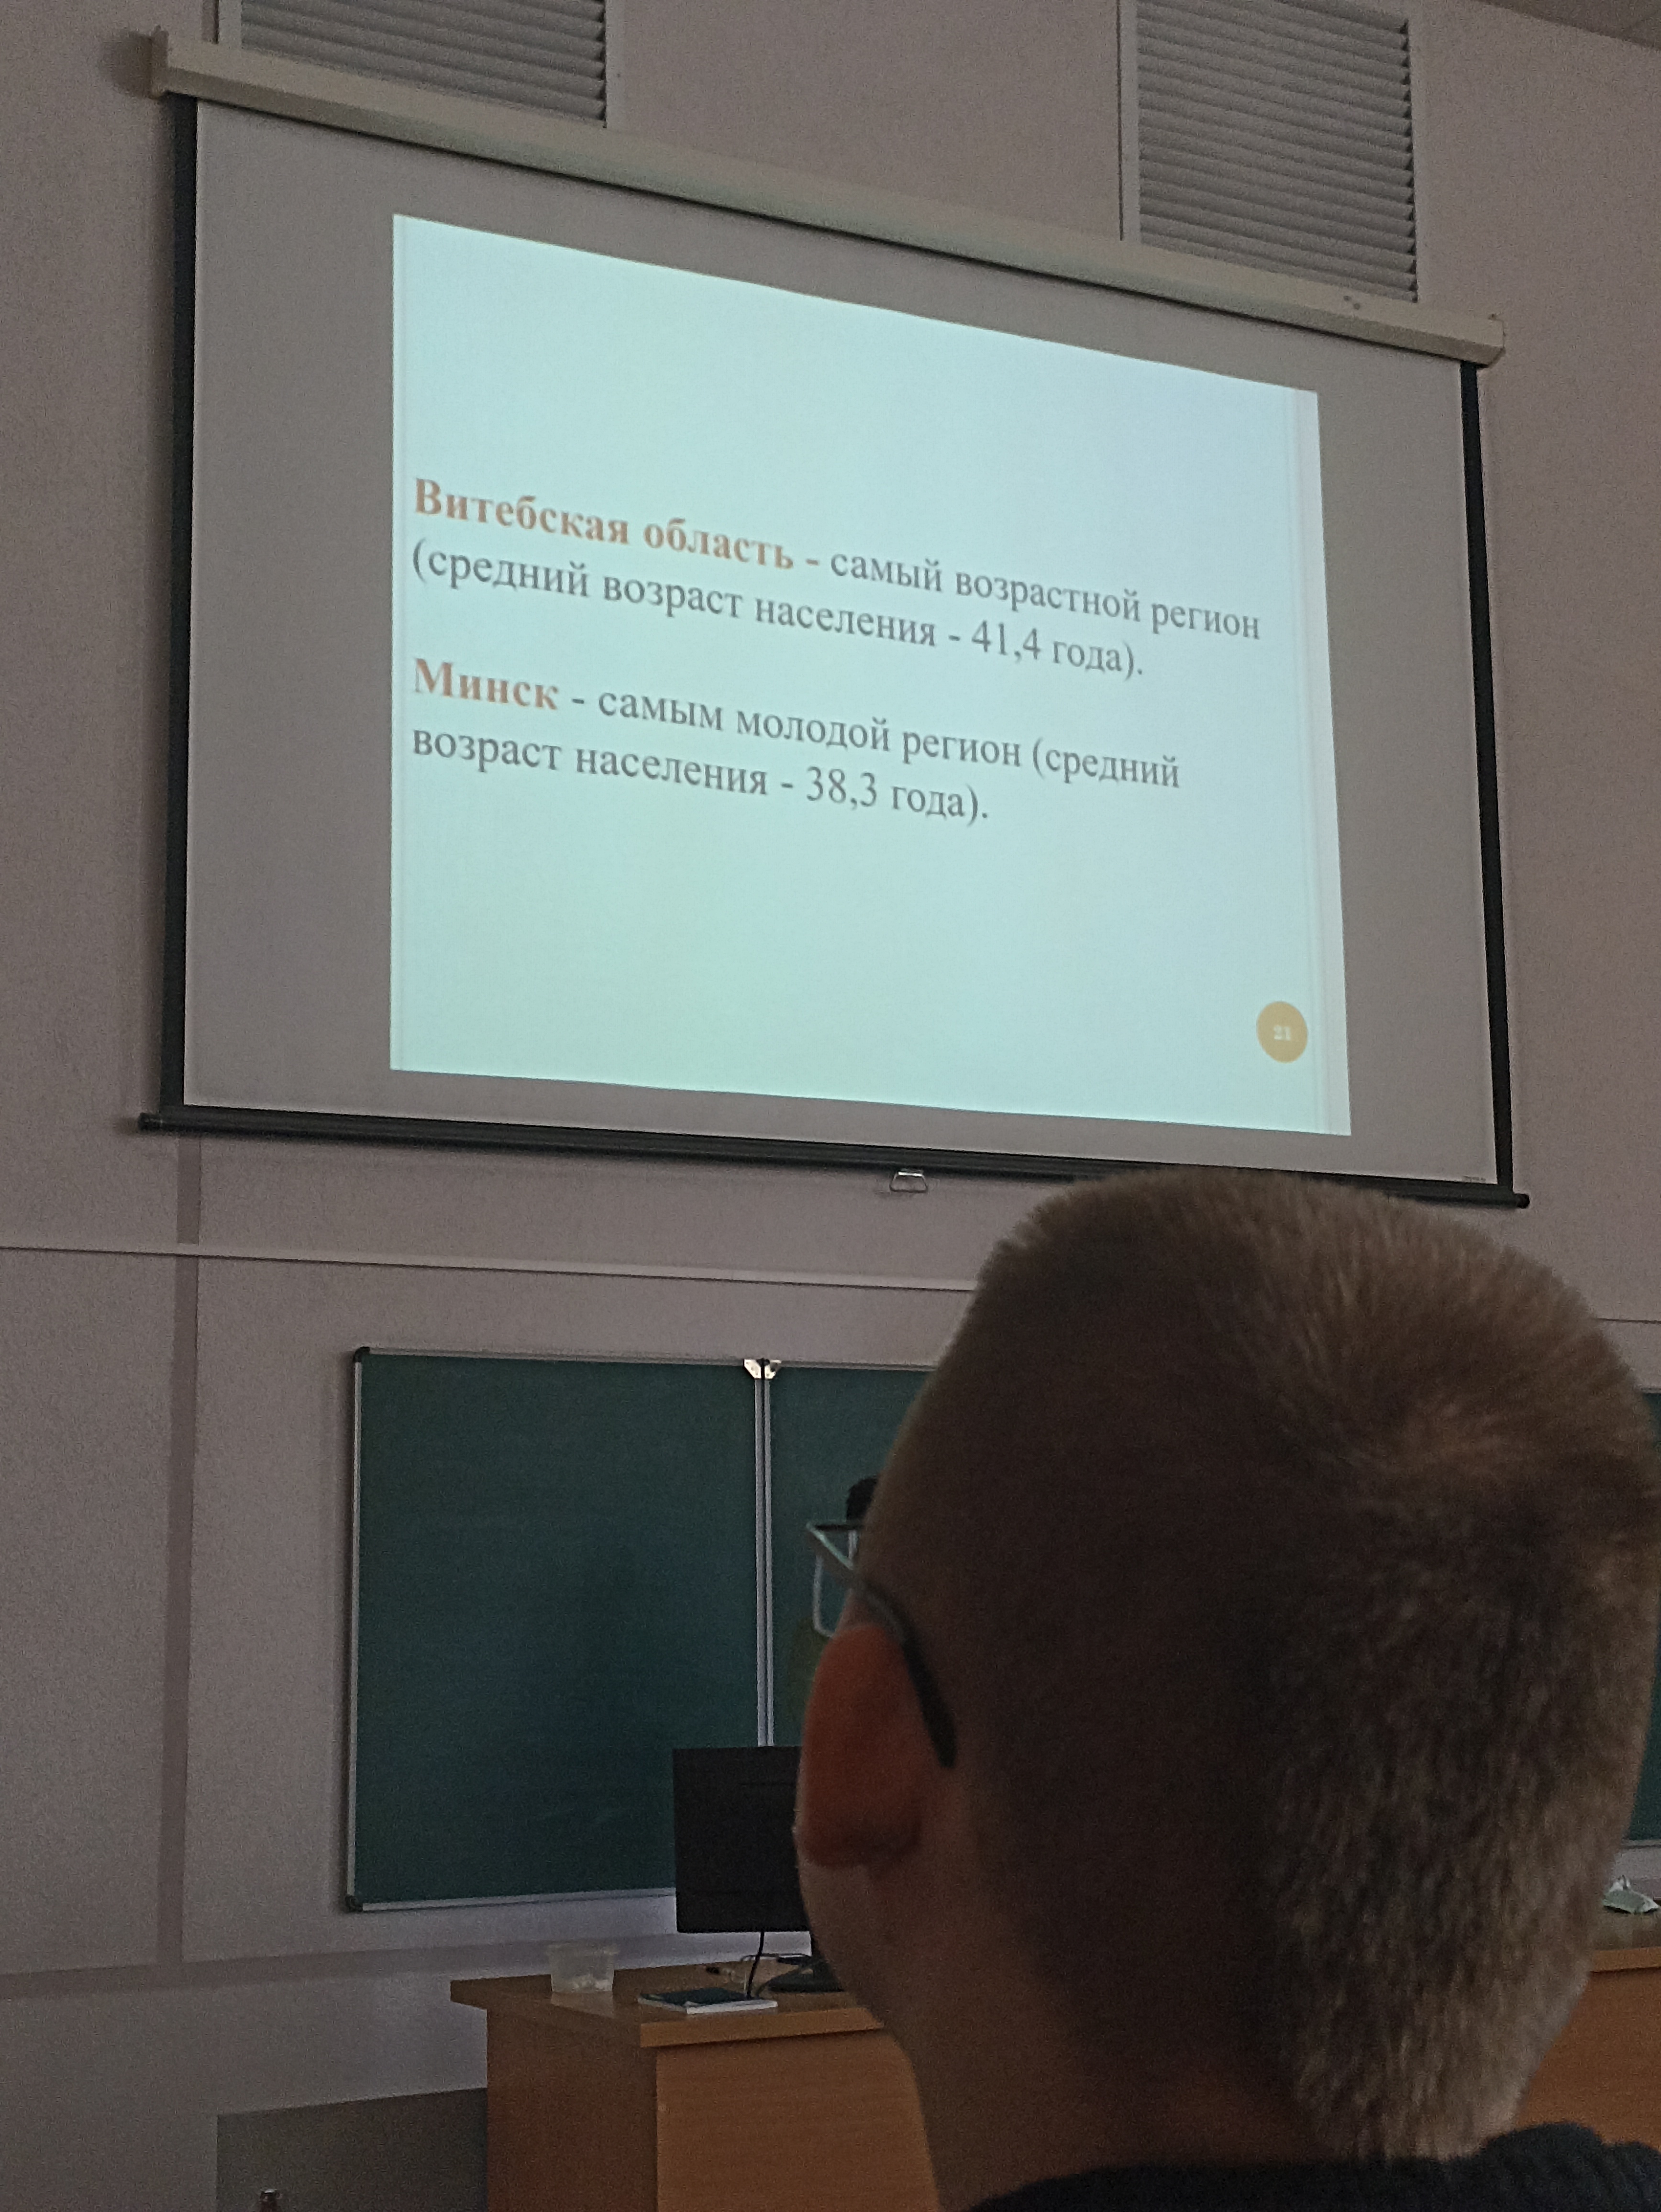 Витебская область - самый возрастной регион
(средний возраст населения - 41,4 года).
Минск - самым молодой регион (средний
возраст населения - 38,3 года).
21